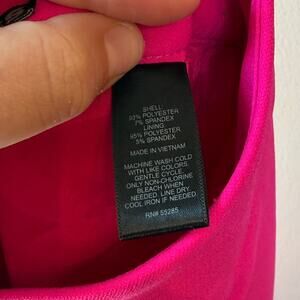 SHELL:
93% POLYESTER
7% SPANDEX
LINING
95% POLYESTER
5% SPANDEX
MADE IN VIETNAM
MACHINE WASH COLD
WITH LIKE COLORS.
GENTLE CYCLE.
ONLY NON-CHLORINE
BLEACH WHEN
NEEDED. LINE DRY.
COOL IRON IF NEEDED.
RN# 55285